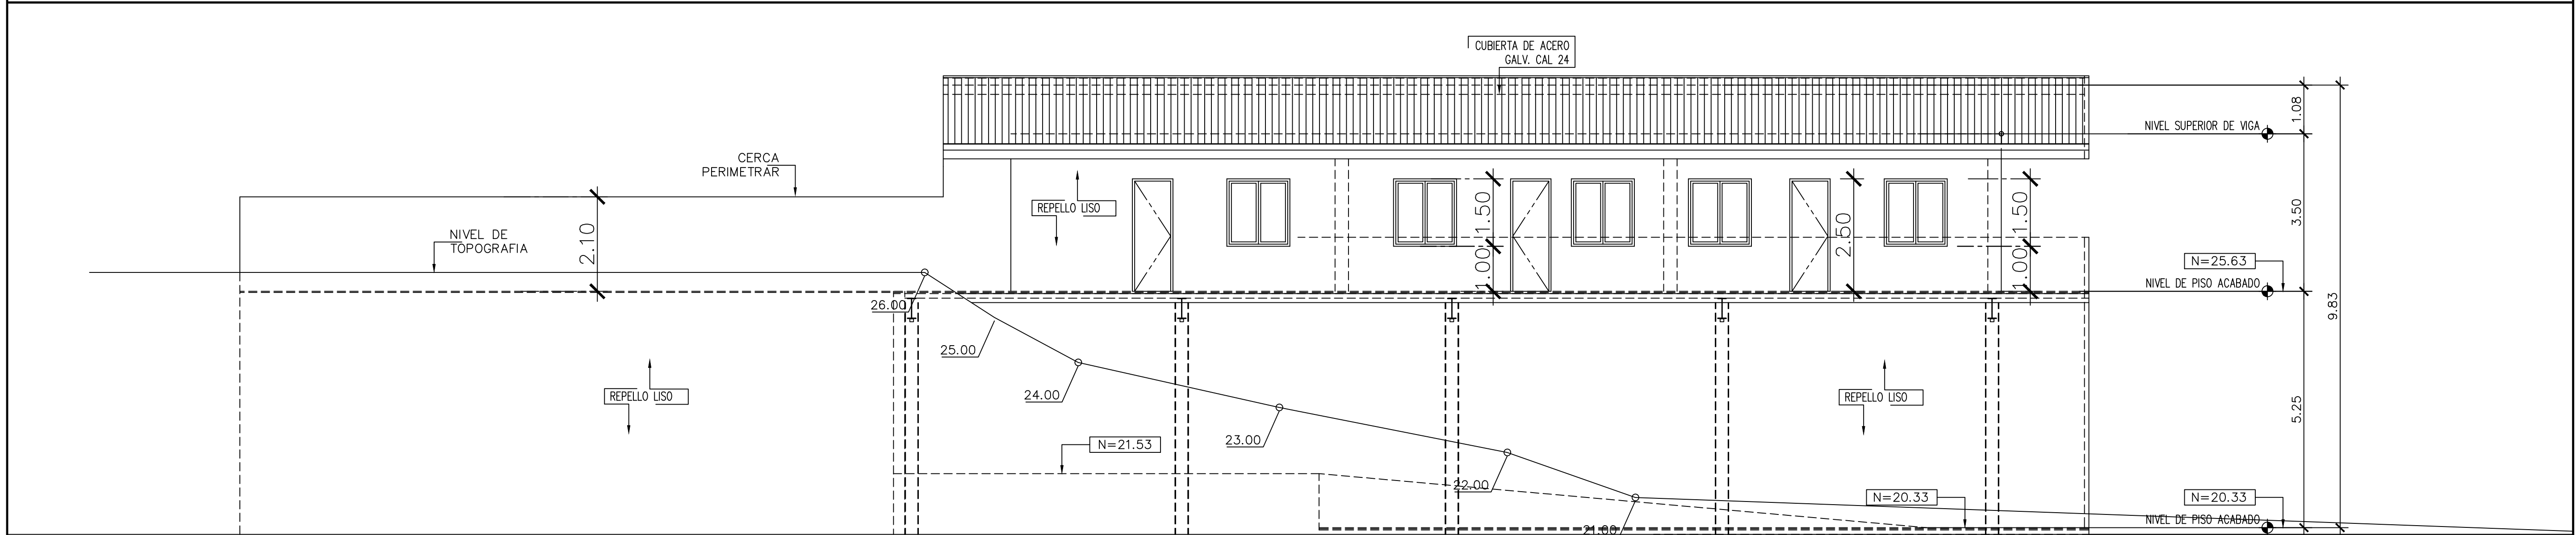 CUBIERTA DE ACERO
GALV. CAL 24
1.08
NIVEL SUPERIOR DE VIGA
CERCA
PERIMETRAR
REPELLO LISO
1.50
2.50
1.50
3.50
NIVEL DE
TOPOGRAFIA
2.10
1.00
1.00
N=25.63
NIVEL DE PISO ACABADO
9.83
26.00
25.00
24.00
REPELLO LISO
REPELLO LISO
5.25
23.00
N=21.53
22.00
N=20.33
N=20.33
NIVEL DE PISO ACABADO
21.00